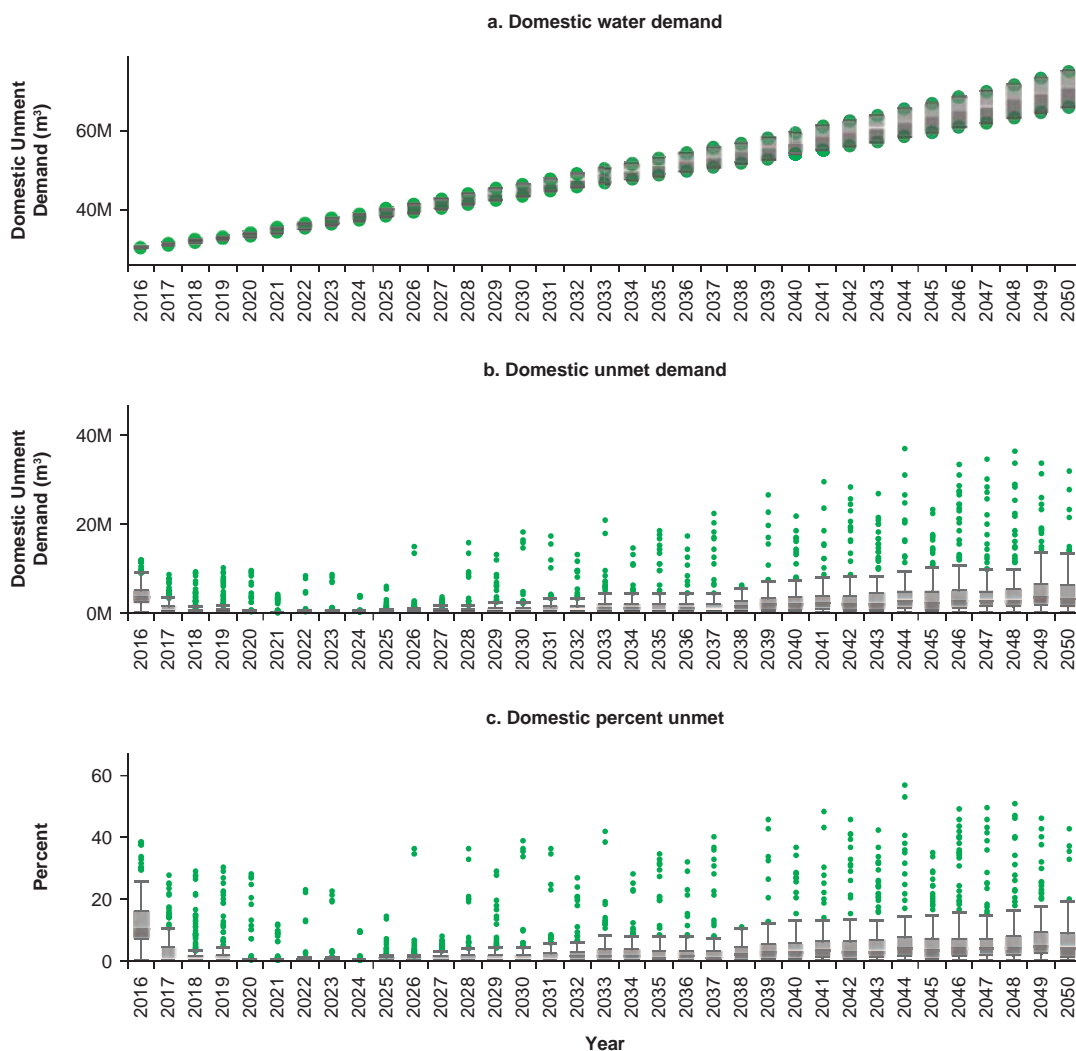 a. Domestic water demand
Domestic Unment
Demand (m³)
60M
40M
2016 2017 2018 2019 2020 2021 2022 2023 2024 2025 2026 2027 2028 2029 2030 2031 2032 2033 2034 2035 2036 2037 2038 2039 2040 2041 2042 2043 2044 2045 2046 2047 2048 2049 2050
b. Domestic unmet demand
Dormestic Unment
Demand (m³)
40M
20M
0M
2016 2017 2018 2019 2020 2021 2022 2023 2024 2025 2026 2027 2028 2029 2030 2031 2032 2033 2034 2035 2036 2037 2038 2039 2040 2041 2042 2043 2044 2045 2046 2047 2048 2049 2050
c. Domestic percent unmet
Percent
60
40
20
0
2016 2017 2018 2019 2020 2021 2022 2023 2024 2025 2026 2027 2028 2029 2030 2031 2032 2033 2034 2035 2036 2037 2038 2039 2040 2041 2042 2043 2044 2045 2046 2047 2048 2049 2050
Year